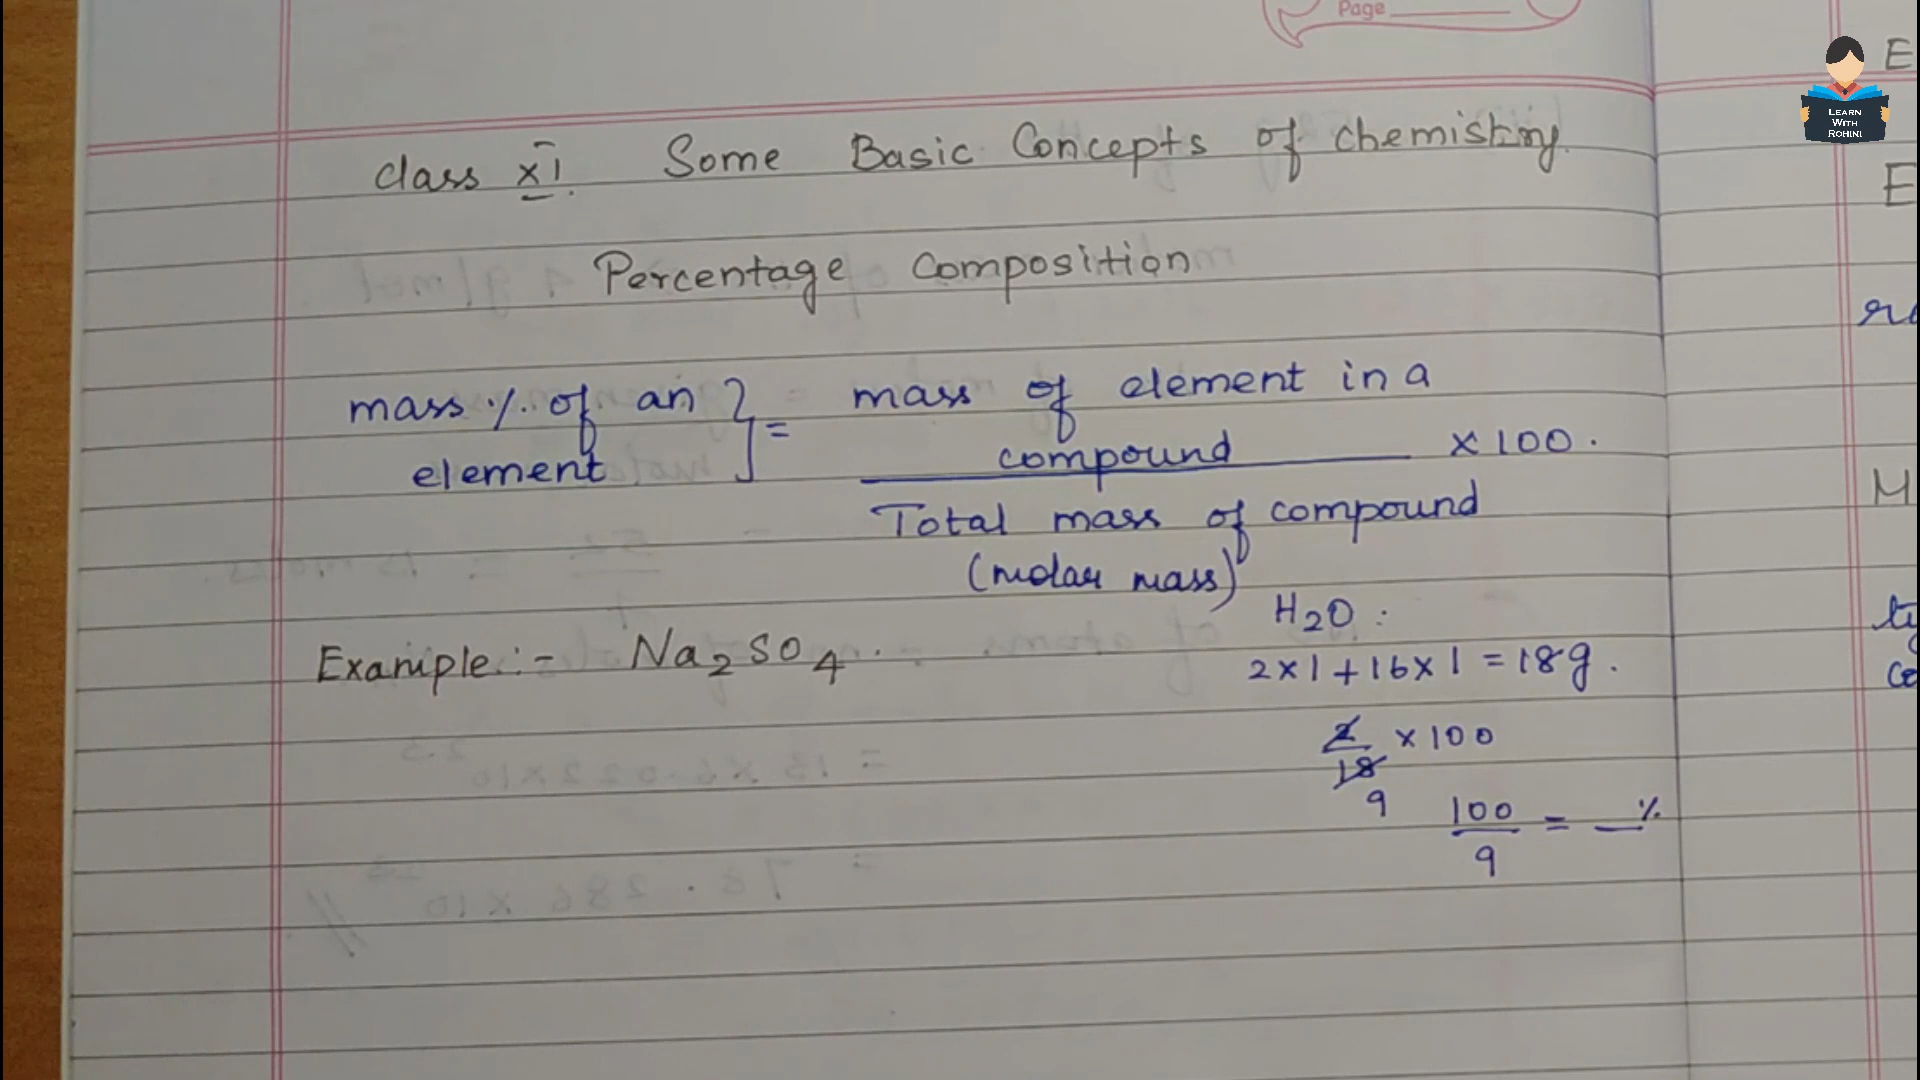 Page
class XI. Some Basic Concepts of chemistry.
Percentage Composition
mass % of an element } = mass of element in a
compound × 100.
Total mass of compound
(molar mass)
H2O :
Example :- Na2SO4.
2×1+16×1 = 18g.
2 × 100
18
9
100 = __%
9
LEARN
WITH
ROHINI
E
E
M